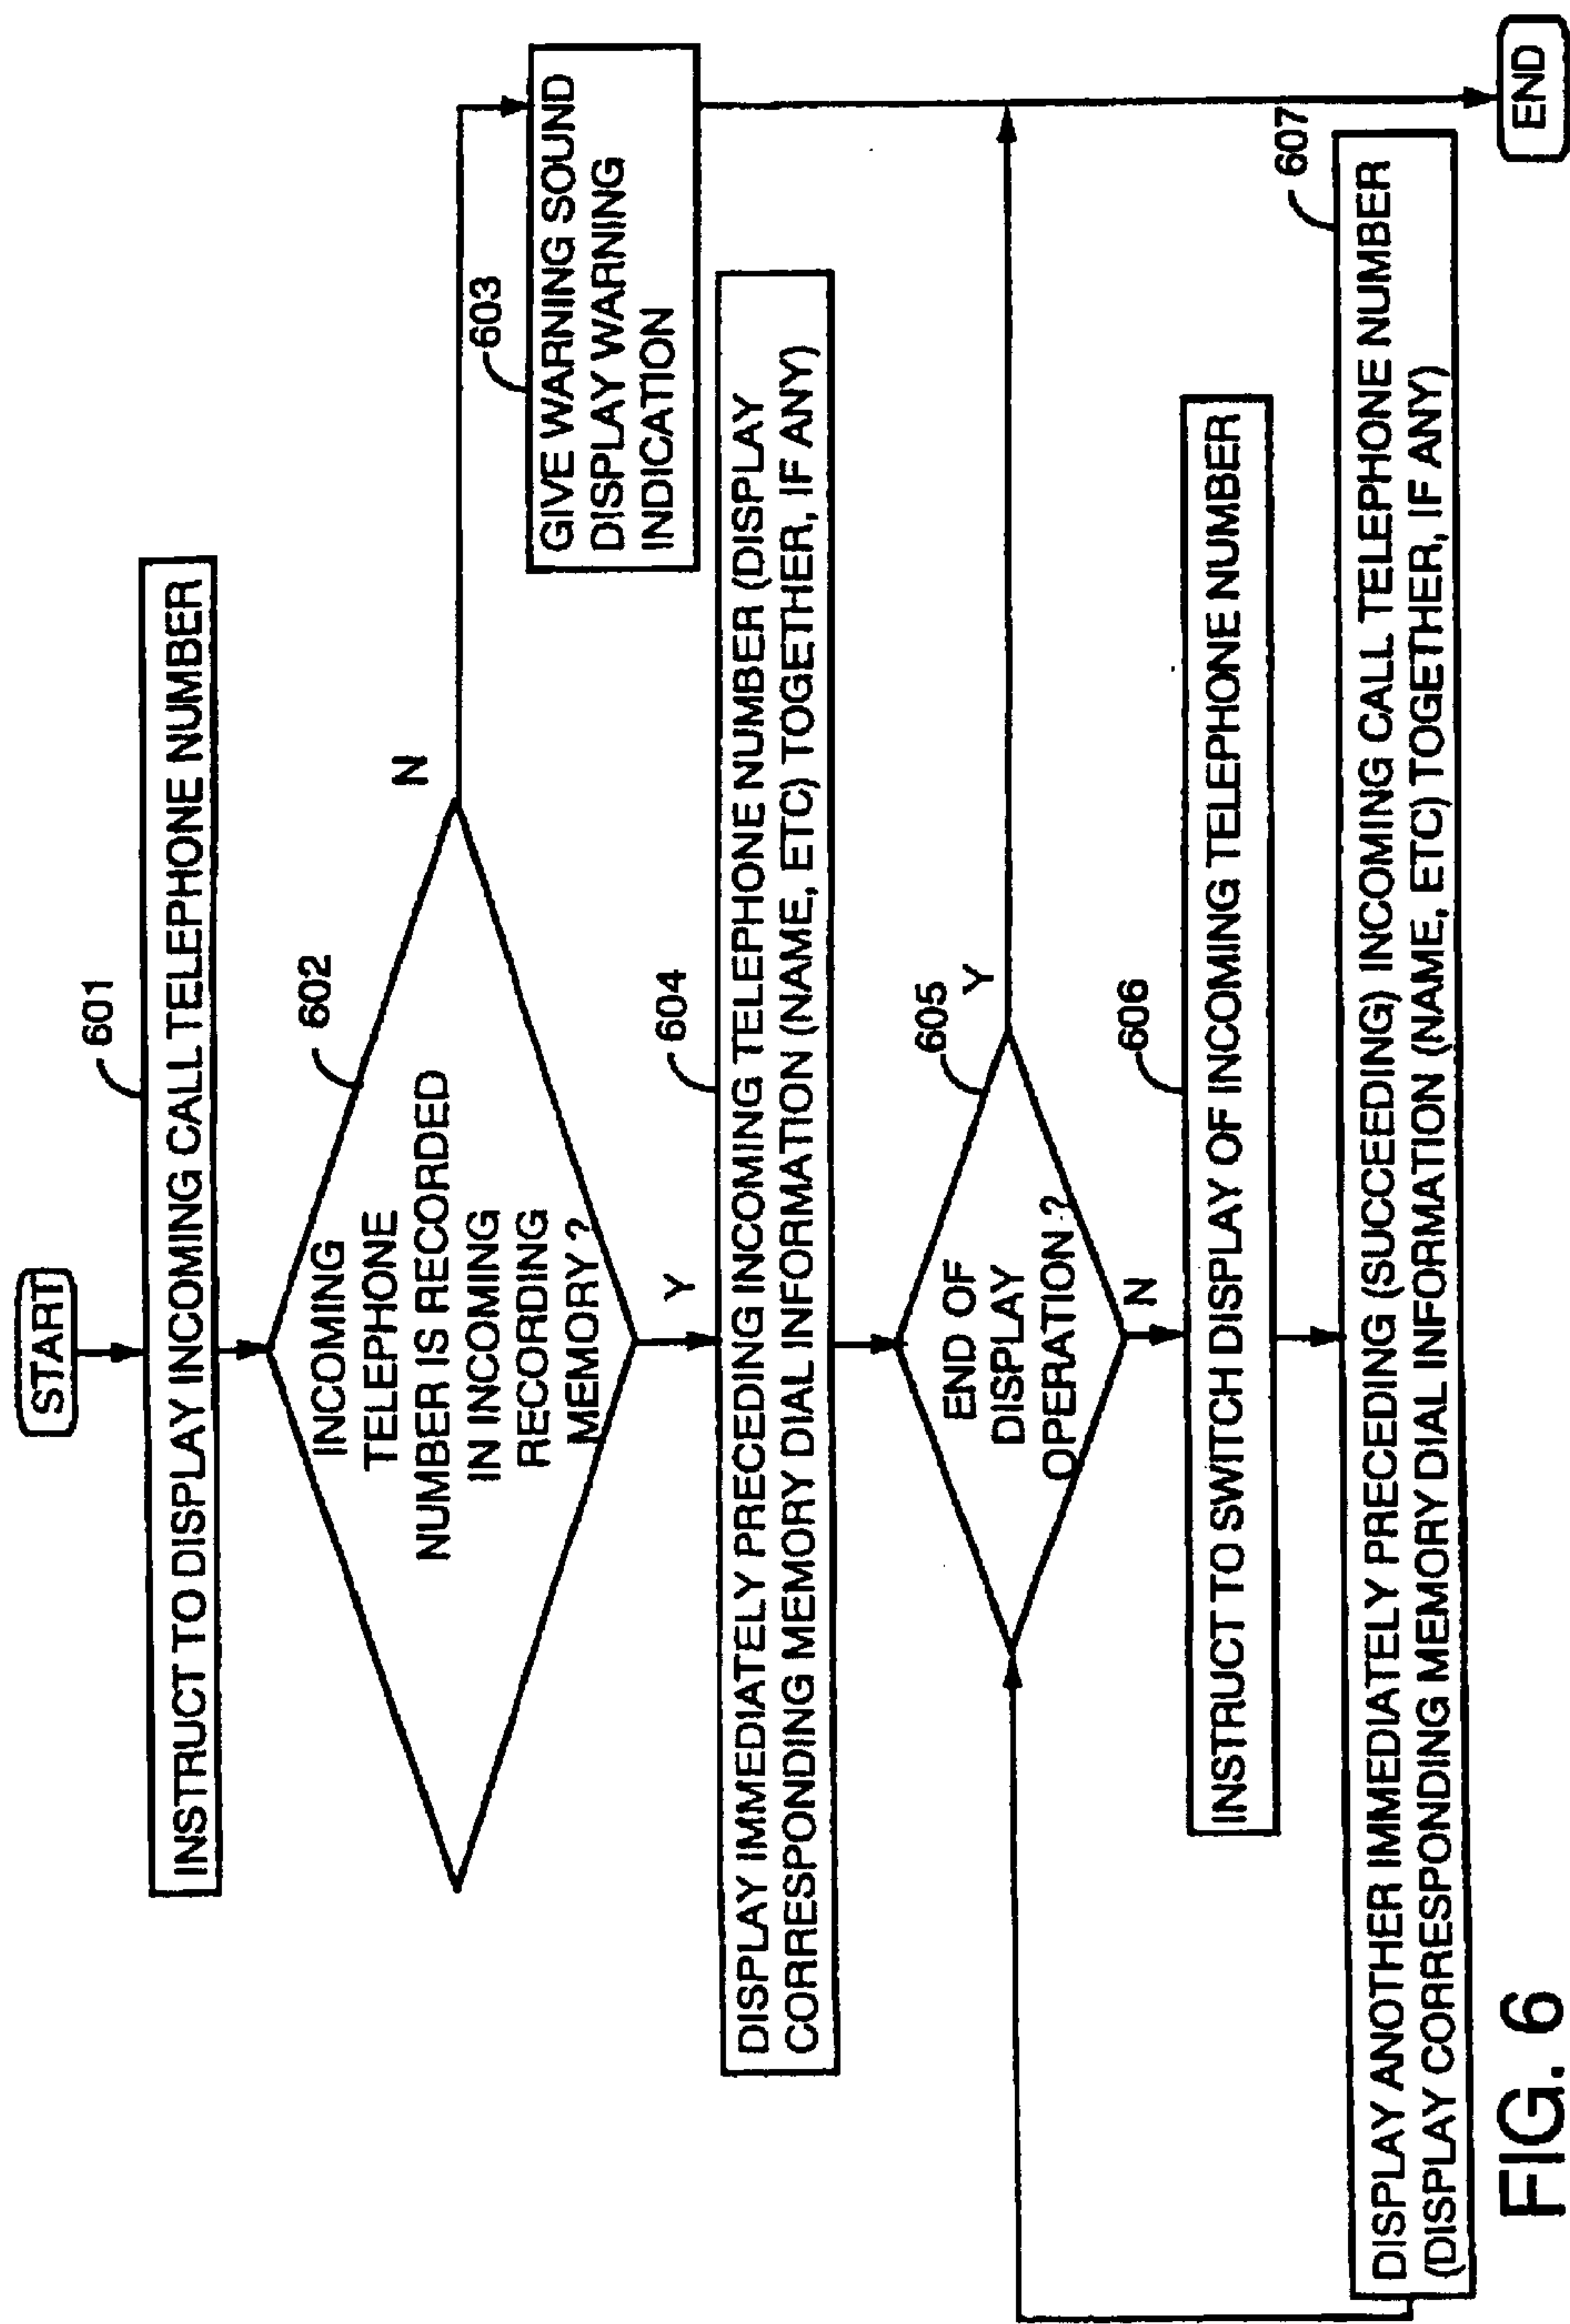 START
601
INSTRUCT TO DISPLAY INCOMING CALL TELEPHONE NUMBER
602
INCOMING
TELEPHONE
NUMBER IS RECORDED
IN INCOMING
RECORDING
MEMORY ?
N
Y
603
GIVE WARNING SOUND
DISPLAY WARNING
INDICATION
604
DISPLAY IMMEDIATELY PRECEDING INCOMING TELEPHONE NUMBER (DISPLAY
CORRESPONDING MEMORY DIAL INFORMATION (NAME, ETC) TOGETHER, IF ANY)
605
END OF
DISPLAY
OPERATION ?
Y
N
606
INSTRUCT TO SWITCH DISPLAY OF INCOMING TELEPHONE NUMBER
607
DISPLAY ANOTHER IMMEDIATELY PRECEDING (SUCCEEDING) INCOMING CALL TELEPHONE NUMBER
(DISPLAY CORRESPONDING MEMORY DIAL INFORMATION (NAME, ETC) TOGETHER, IF ANY)
END
FIG. 6